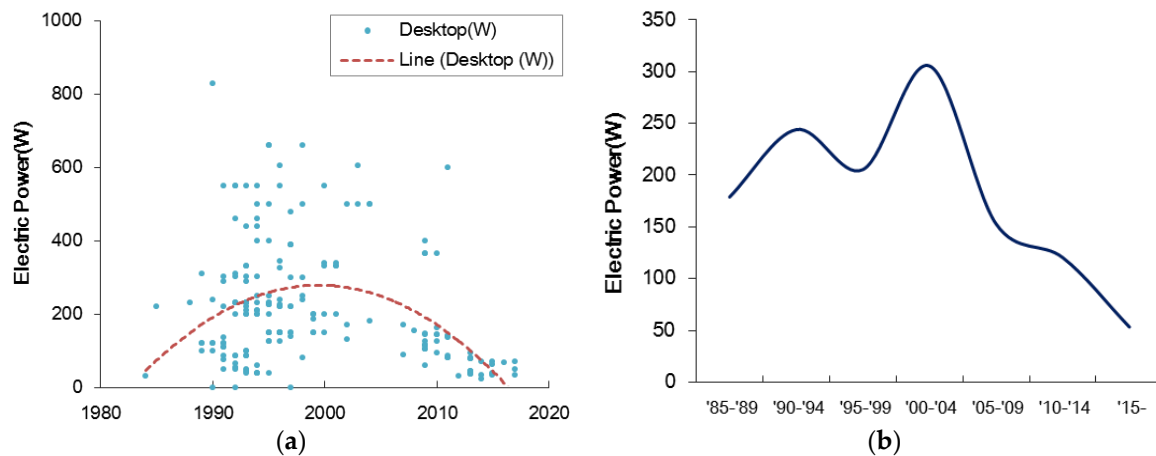 1000
800
600
400
200
0
Electric Power(W)
Desktop(W)
Line (Desktop (W))
1980 1990 2000 2010 2020
(a)
350
300
250
200
150
100
50
0
Electric Power(W)
'85-'89 '90-'94 '95-'99 '00-'04 '05-'09 '10-'14 '15-
(b)